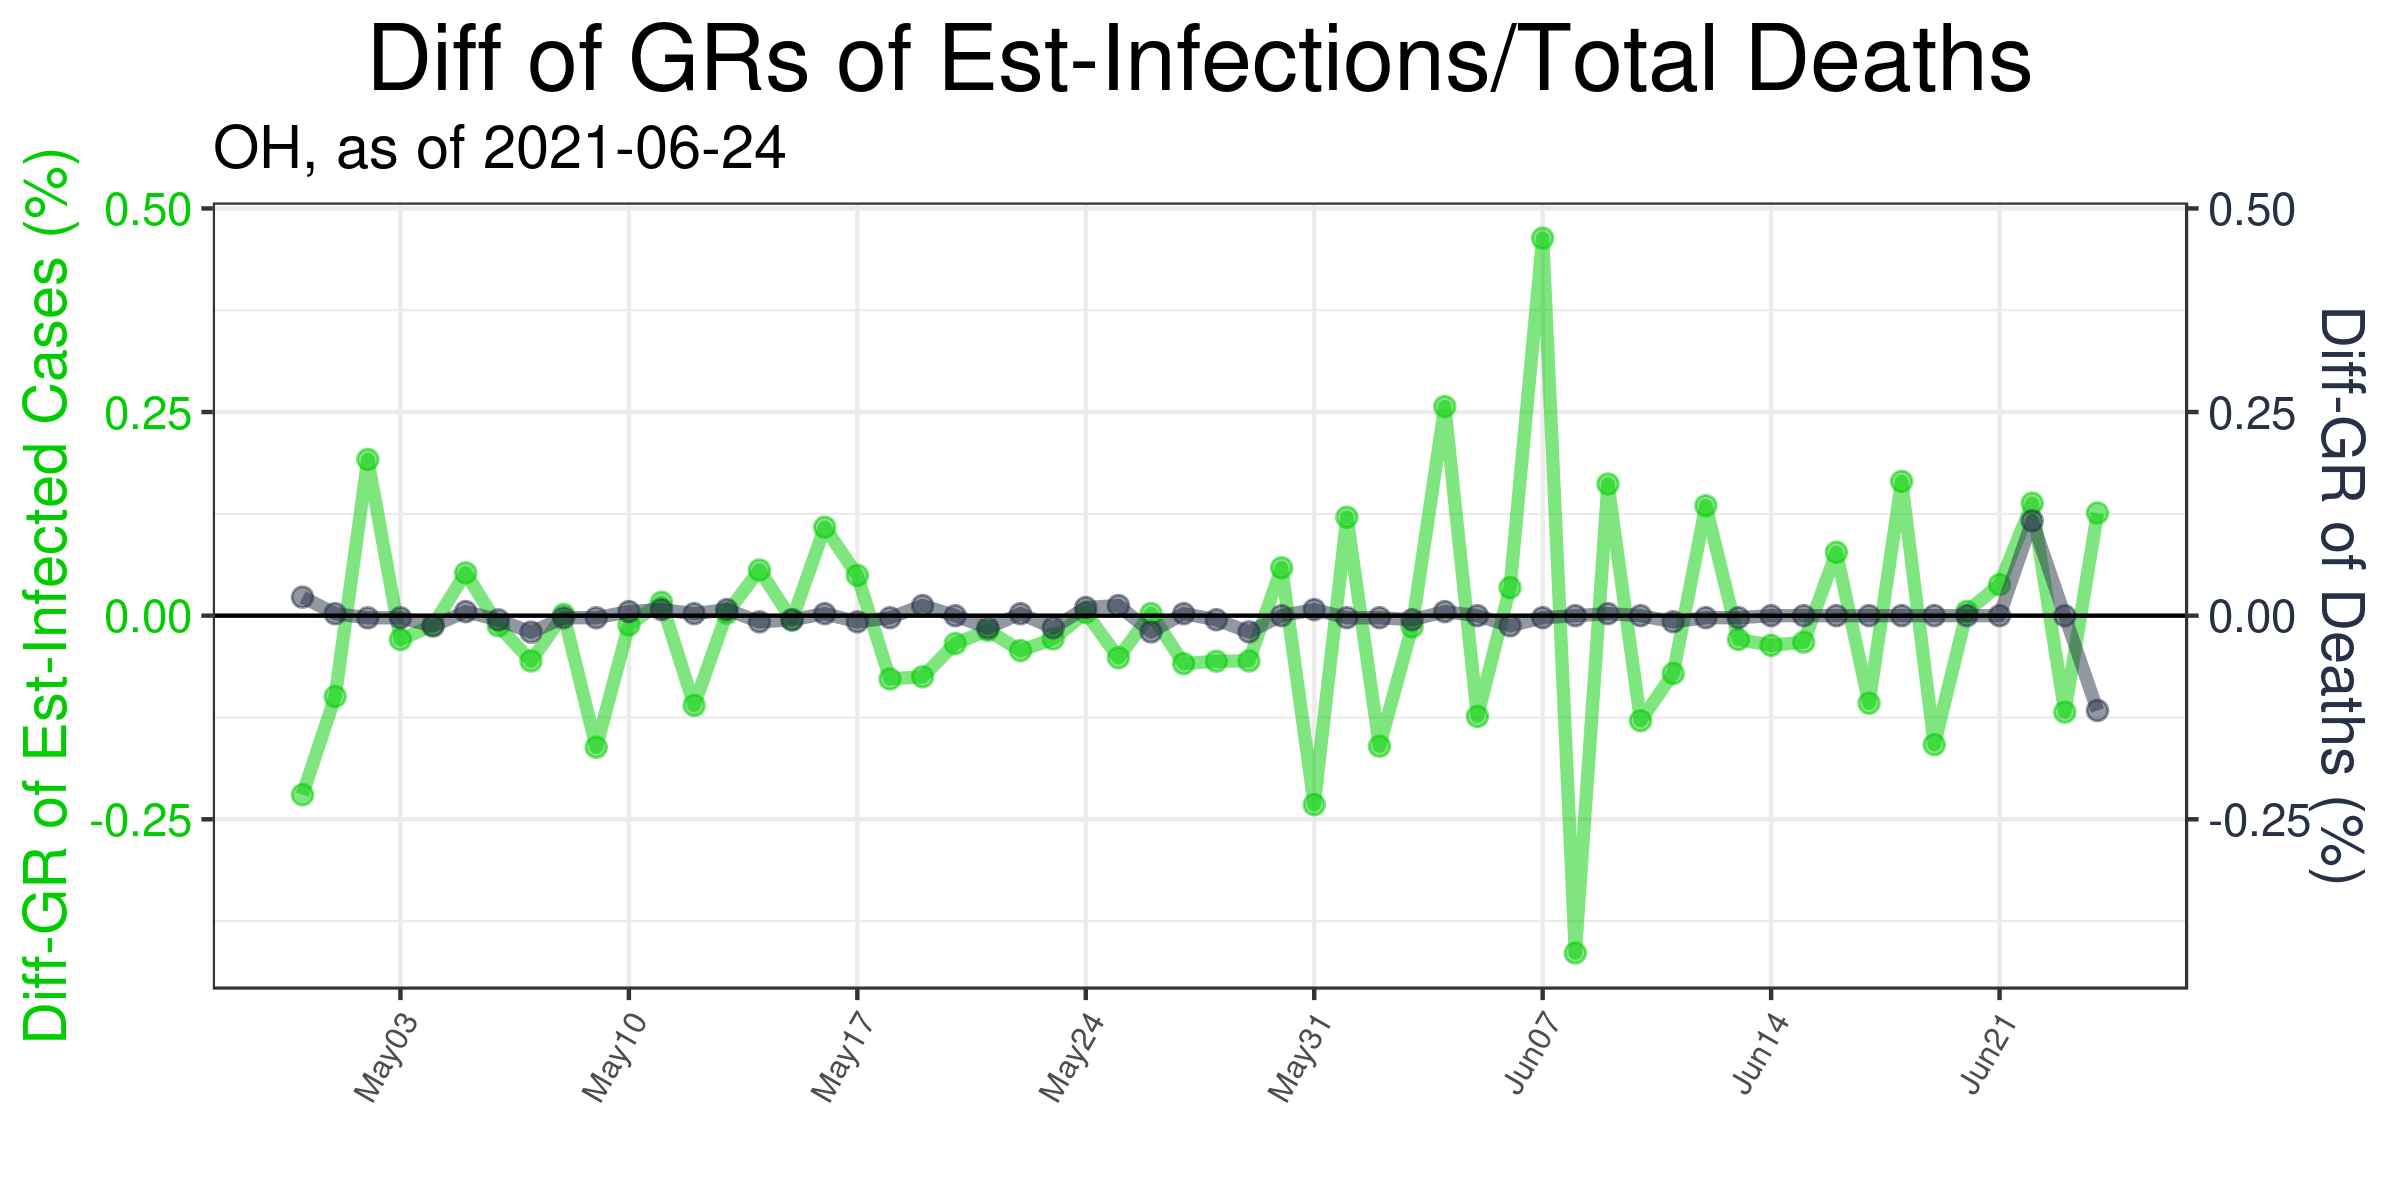 Diff of GRs of Est-Infections/Total Deaths
OH, as of 2021-06-24
Diff-GR of Est-Infected Cases (%)
0.50
0.25
0.00
-0.25
0.50
0.25
0.00
-0.25
Diff-GR of Deaths (%)
May03
May10
May17
May24
May31
Jun07
Jun14
Jun21